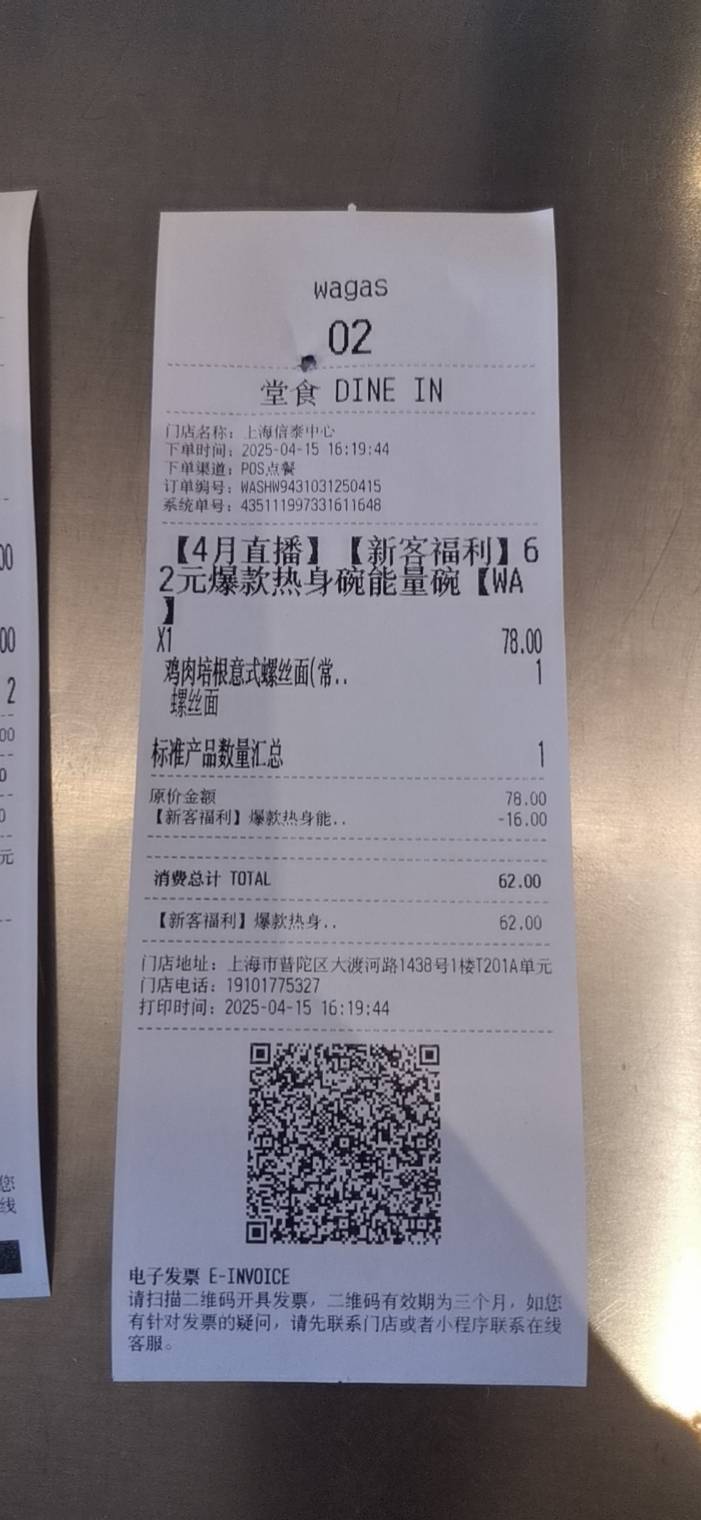 wagas
02
堂食 DINE IN
门店名称: 上海信泰中心
下单时间: 2025-04-15 16:19:44
下单渠道: POS点餐
订单编号: WASHW9431031250415
系统单号: 435111997331611648
【4月直播】【新客福利】6
2元爆款热身碗能量碗【WA
】
X1 78.00
鸡肉培根意式螺丝面(常.. 1
螺丝面
标准产品数量汇总 1
原价金额 78.00
【新客福利】爆款热身能.. -16.00
消费总计 TOTAL 62.00
【新客福利】爆款热身.. 62.00
门店地址: 上海市普陀区大渡河路1438号1楼T201A单元
门店电话: 19101775327
打印时间: 2025-04-15 16:19:44
电子发票 E-INVOICE
请扫描二维码开具发票，二维码有效期为三个月，如您
有针对发票的疑问，请先联系门店或者小程序联系在线
客服。
00
00
2
00
0
0
元
您
线